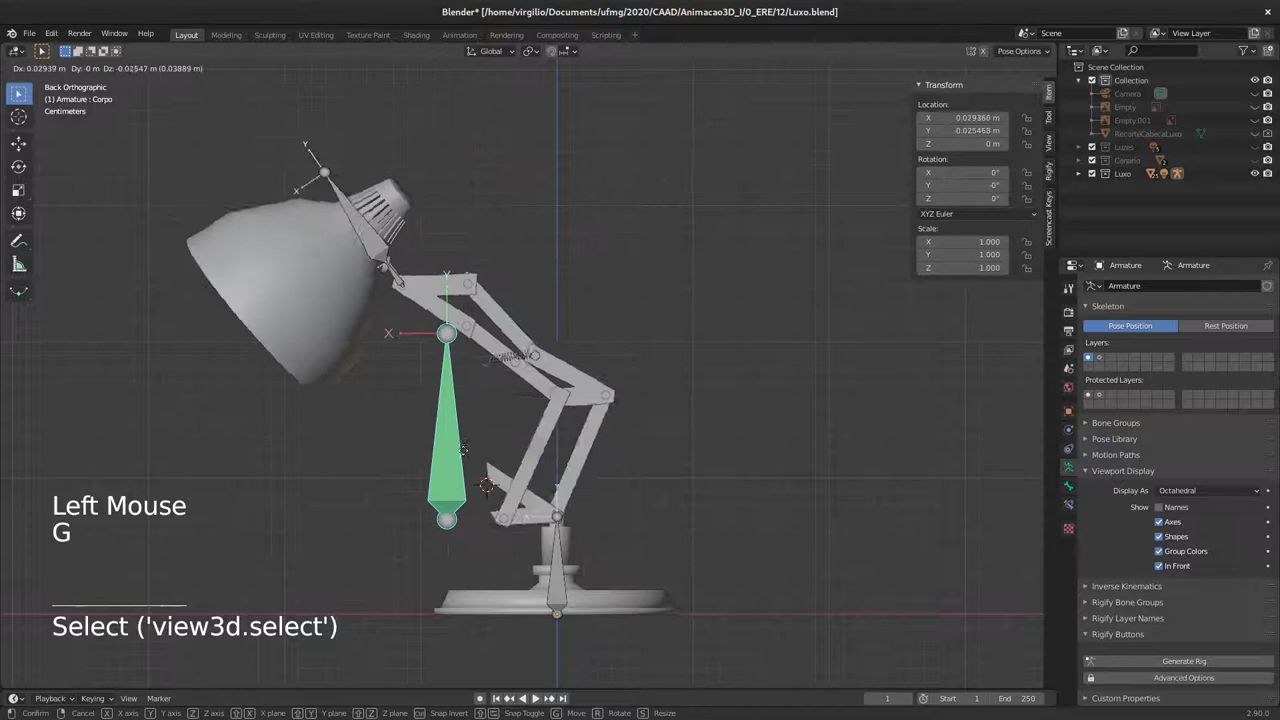 Blender* [/home/virgilio/Documents/ufmg/2020/CAAD/Animacao3D_I/0_ERE/12/Luxo.blend]
File Edit Render Window Help Layout Modeling Sculpting UV Editing Texture Paint Shading Animation Rendering Compositing Scripting + Scene View Layer
Global Pose Options
Dx: 0.02939 m Dy: -0 m Dz: -0.02547 m (0.03889 m)
Back Orthographic
(1) Armature : Corpo
Centimeters
Y
X
Y
X
Left Mouse
G
Select ('view3d.select')
Transform
Location:
X 0.029368 m
Y -0.025468 m
Z 0 m
Rotation:
X 0°
Y -0°
Z 0°
XYZ Euler
Scale:
X 1.000
Y 1.000
Z 1.000
Item
Tool
View
Rigify
Screencast Keys
Scene Collection
Collection
Camera
Empty
Empty.001
RecorteCabecaLuxo
Luzes
Cenario
Luxo
Armature Armature
Armature
Skeleton
Pose Position Rest Position
Layers:
Protected Layers:
Bone Groups
Pose Library
Motion Paths
Viewport Display
Display As Octahedral
Show Names
Axes
Shapes
Group Colors
In Front
Inverse Kinematics
Rigify Bone Groups
Rigify Layer Names
Rigify Buttons
Generate Rig
Advanced Options
Custom Properties
Playback Keying View Marker 1 Start 1 End 250
Confirm Cancel X X axis Y Y axis Z Z axis X X plane Y Y plane Z Z plane Snap Invert Snap Toggle G Move R Rotate S Resize 2.90.0